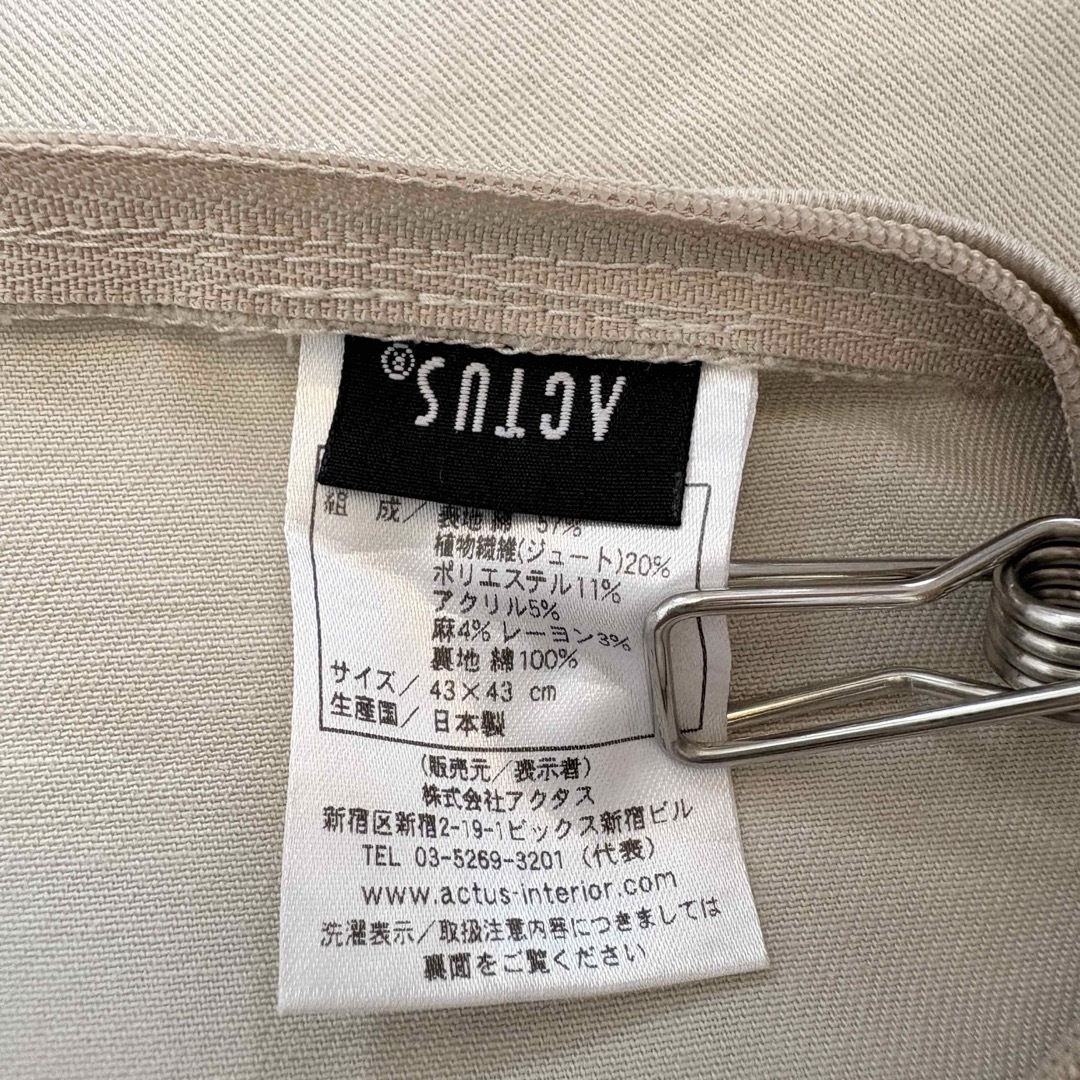 ACTUS®
組 成/表地 綿 57%
植物繊維(ジュート)20%
ポリエステル11%
アクリル5%
麻4% レーヨン3%
裏地 綿100%
サイズ/ 43×43 cm
生産国/ 日本製
(販売元/表示者)
株式会社アクタス
新宿区新宿2-19-1ビックス新宿ビル
TEL 03-5269-3201 (代表)
www.actus-interior.com
洗濯表示/取扱注意内容につきましては
裏面をご覧ください